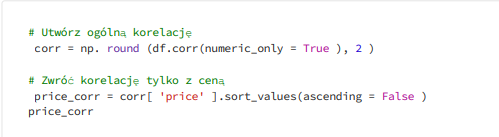 # Utwórz ogólną korelację
corr = np. round (df.corr(numeric_only = True ), 2 )
# Zwróć korelację tylko z ceną
price_corr = corr[ 'price' ].sort_values(ascending = False )
price_corr